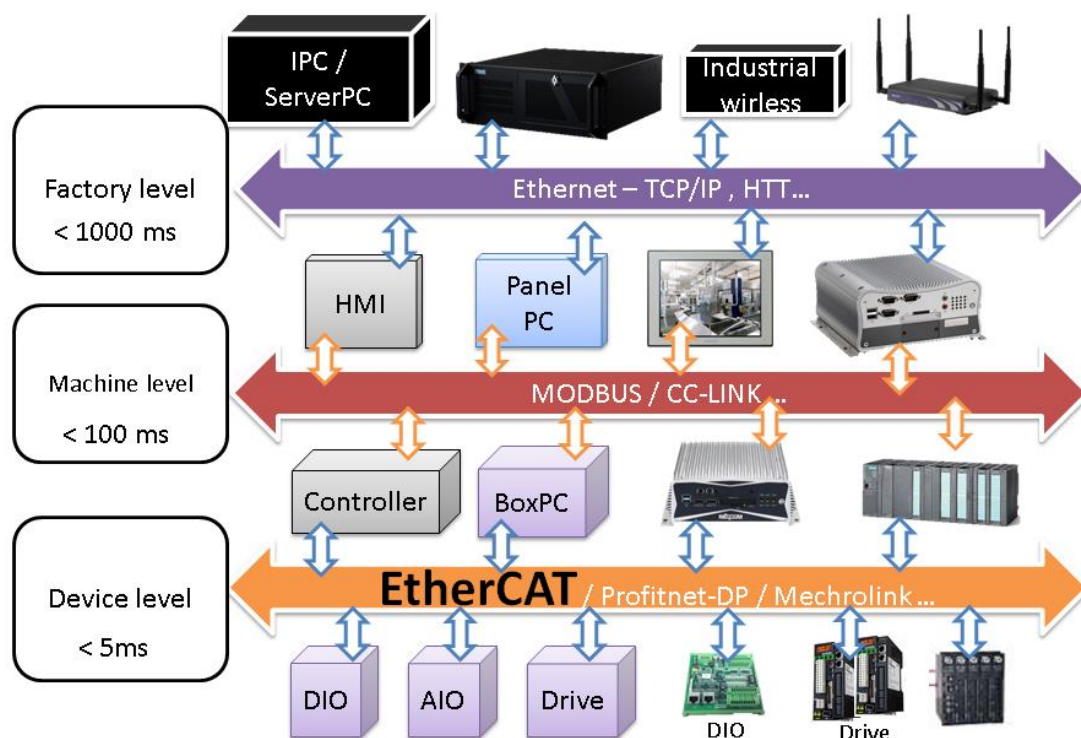 IPC /
ServerPC
Industrial
wirless
Factory level
< 1000 ms
Ethernet – TCP/IP , HTT...
HMI
Panel
PC
Machine level
< 100 ms
MODBUS / CC-LINK ...
Controller
BoxPC
Device level
< 5ms
EtherCAT / Profitnet-DP / Mechrolink ...
DIO
AIO
Drive
DIO
Drive